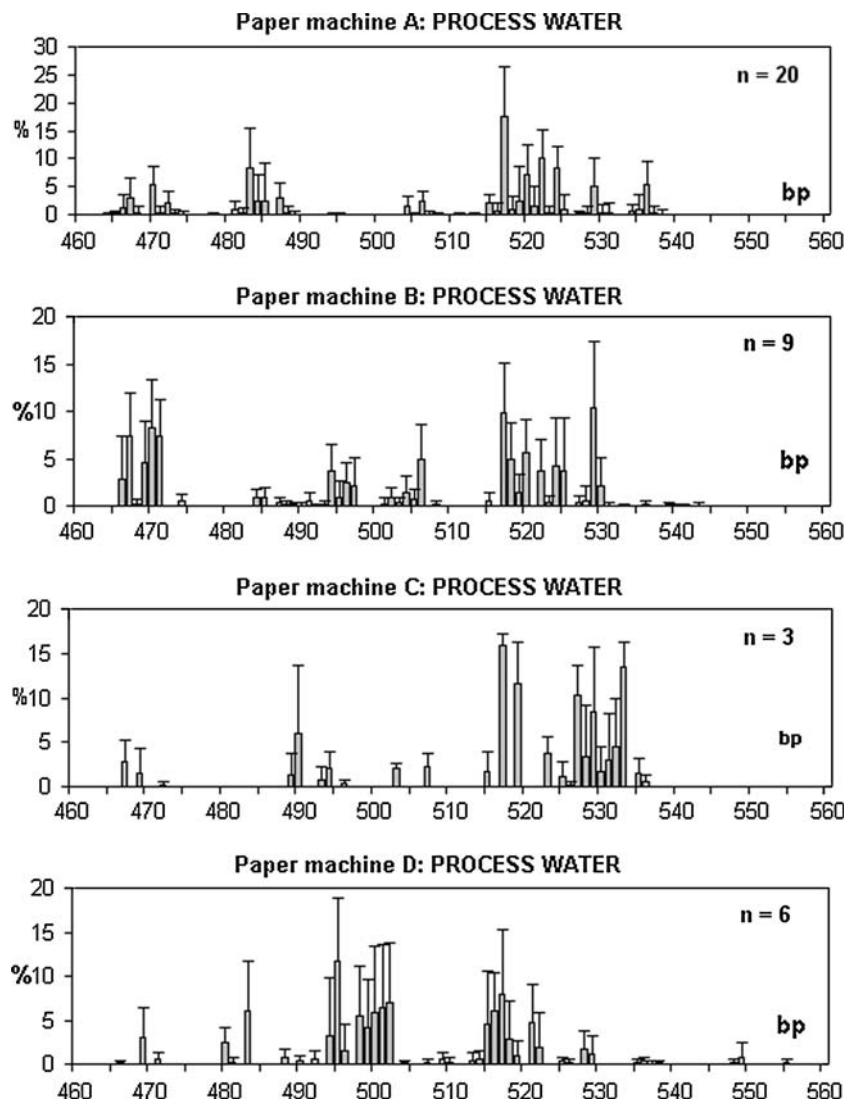 Paper machine A: PROCESS WATER
30
n = 20
25
20
%
15
10
5
bp
0
460 470 480 490 500 510 520 530 540 550 560
Paper machine B: PROCESS WATER
20
n = 9
15
%10
5
bp
0
460 470 480 490 500 510 520 530 540 550 560
Paper machine C: PROCESS WATER
20
n = 3
15
%10
5
bp
0
460 470 480 490 500 510 520 530 540 550 560
Paper machine D: PROCESS WATER
20
n = 6
15
%10
5
bp
0
460 470 480 490 500 510 520 530 540 550 560